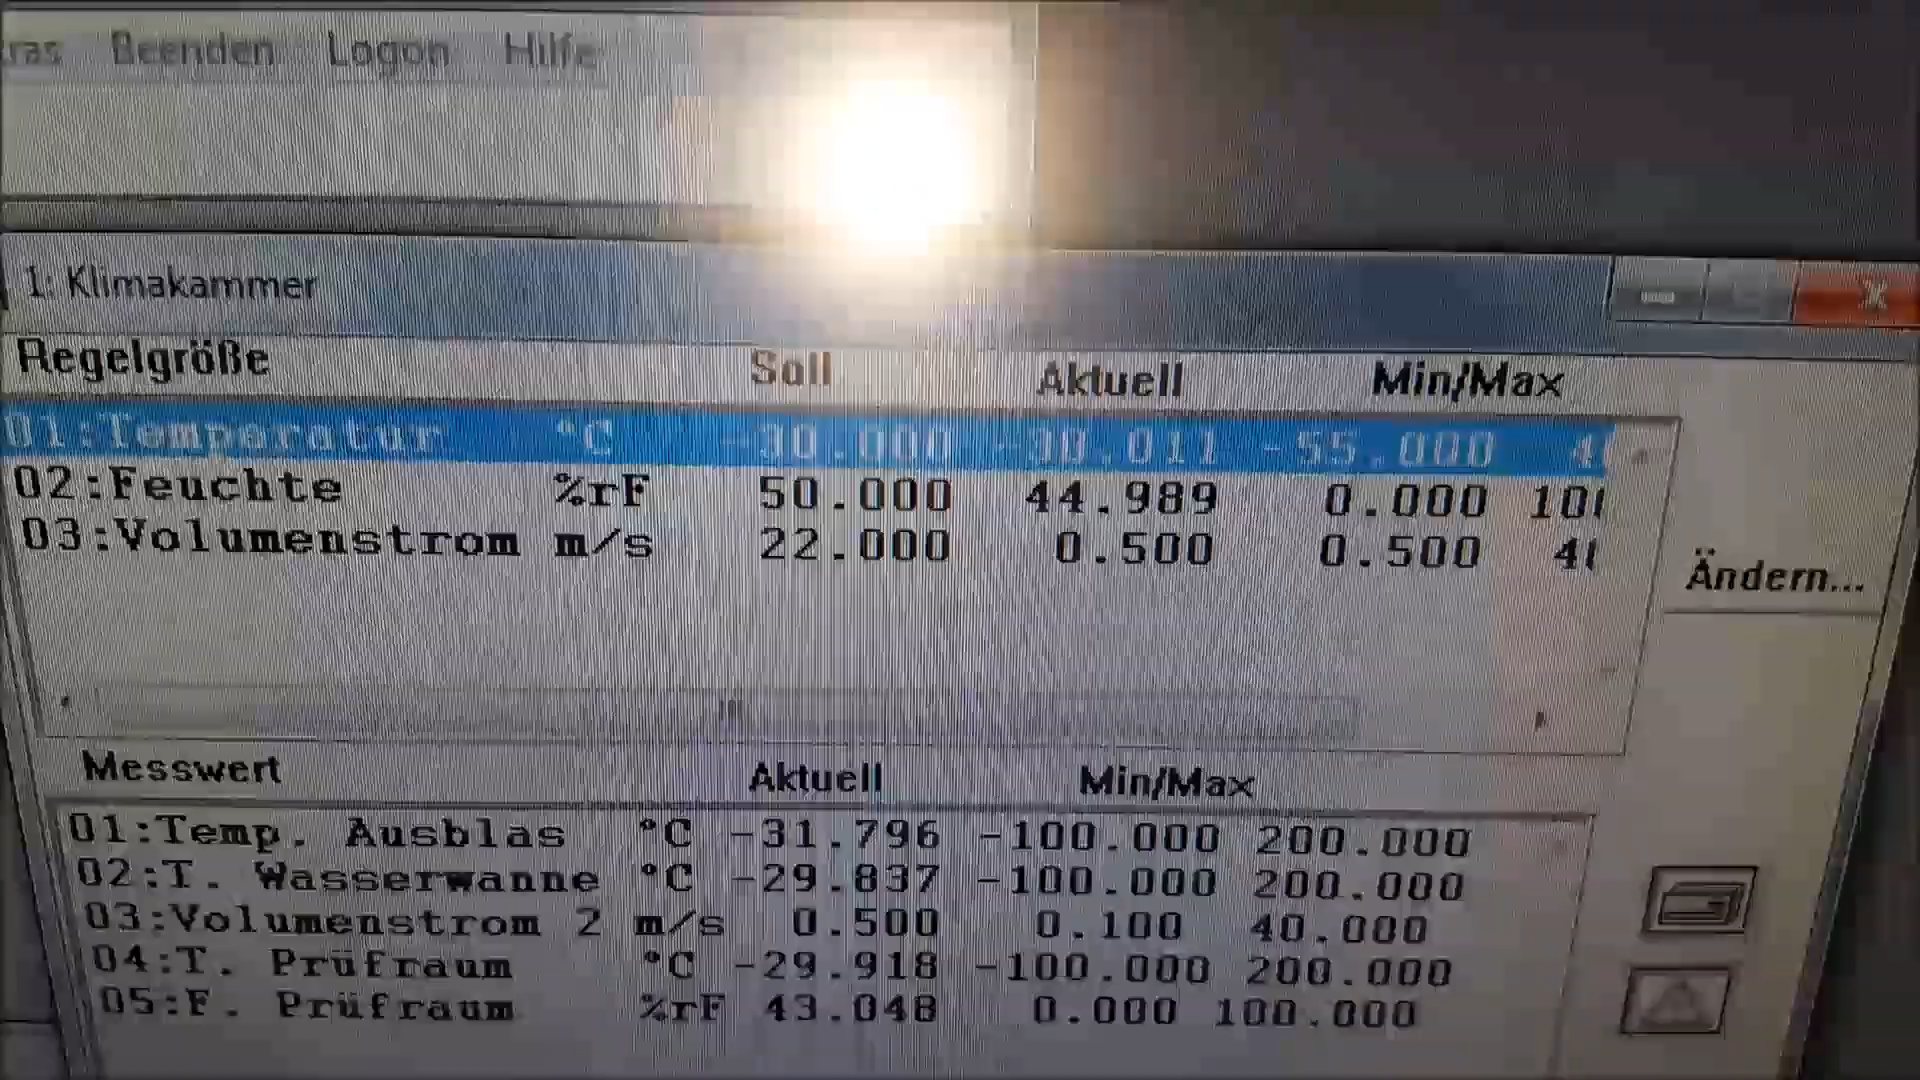 Beenden Logon Hilfe
1: Klimakammer
Regelgröße Soll Aktuell Min/Max
01:Temperatur °C -30.000 -30.011 -55.000
02:Feuchte %rF 50.000 44.989 0.000
03:Volumenstrom m/s 22.000 0.500 0.500
Ändern...
Messwert Aktuell Min/Max
01:Temp. Ausblas °C -31.796 -100.000 200.000
02:T. Wasserwanne °C -29.837 -100.000 200.000
03:Volumenstrom 2 m/s 0.500 0.100 40.000
04:T. Prüfraum °C -29.918 -100.000 200.000
05:F. Prüfraum %rF 43.048 0.000 100.000